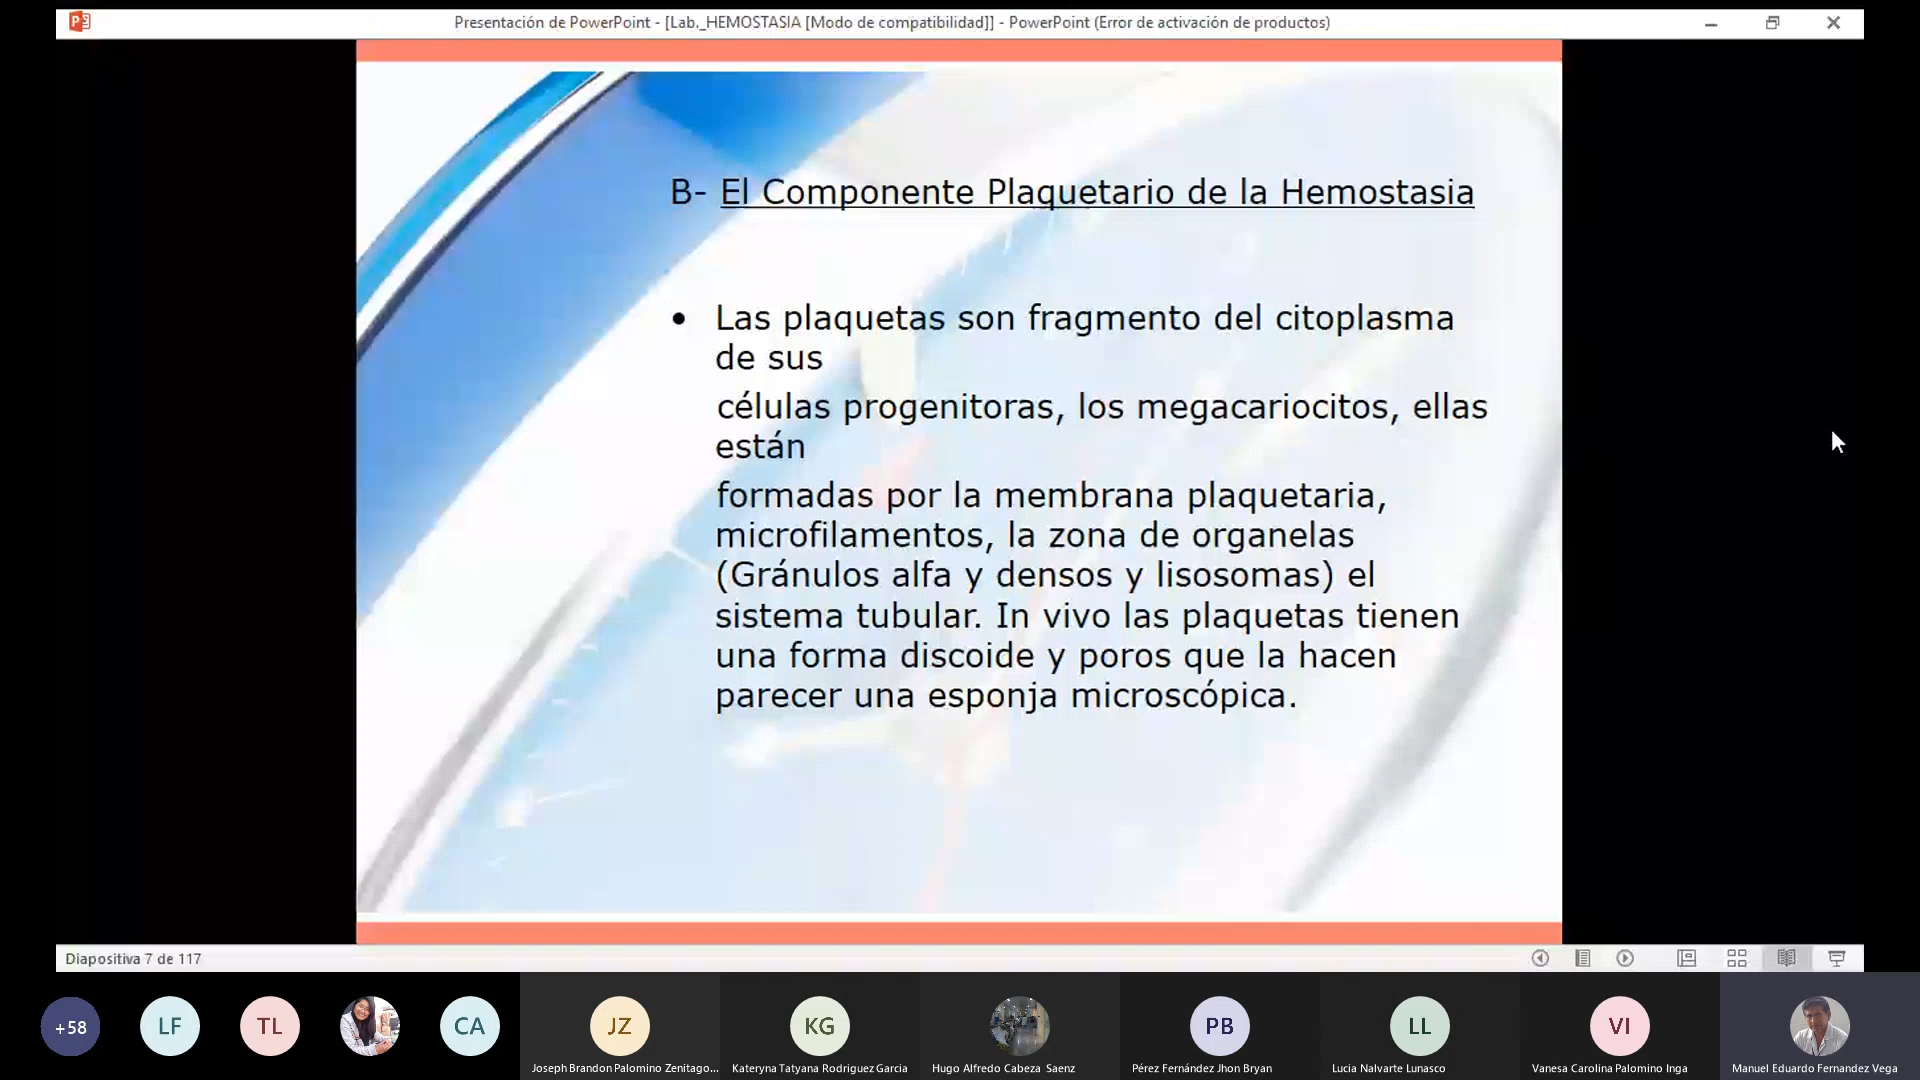 Presentación de PowerPoint - [Lab._HEMOSTASIA [Modo de compatibilidad]] - PowerPoint (Error de activación de productos)
B- El Componente Plaquetario de la Hemostasia
• Las plaquetas son fragmento del citoplasma
de sus
células progenitoras, los megacariocitos, ellas
están
formadas por la membrana plaquetaria,
microfilamentos, la zona de organelas
(Gránulos alfa y densos y lisosomas) el
sistema tubular. In vivo las plaquetas tienen
una forma discoide y poros que la hacen
parecer una esponja microscópica.
Diapositiva 7 de 117
+58
LF
TL
CA
JZ
KG
PB
LL
VI
Joseph Brandon Palomino Zenitago...
Kateryna Tatyana Rodriguez Garcia
Hugo Alfredo Cabeza Saenz
Pérez Fernández Jhon Bryan
Lucia Nalvarte Lunasco
Vanesa Carolina Palomino Inga
Manuel Eduardo Fernandez Vega